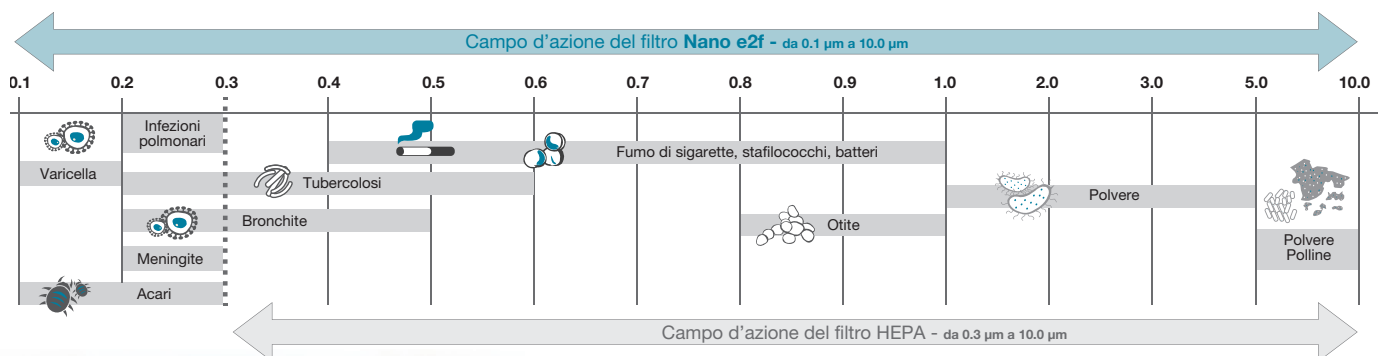 Campo d'azione del filtro Nano e2f - da 0.1 µm a 10.0 µm
0.1 0.2 0.3 0.4 0.5 0.6 0.7 0.8 0.9 1.0 2.0 3.0 5.0 10.0
Infezioni
polmonari
Fumo di sigarette, stafilococchi, batteri
Varicella
Tubercolosi
Polvere
Bronchite
Otite
Polvere
Polline
Meningite
Acari
Campo d'azione del filtro HEPA - da 0.3 µm a 10.0 µm